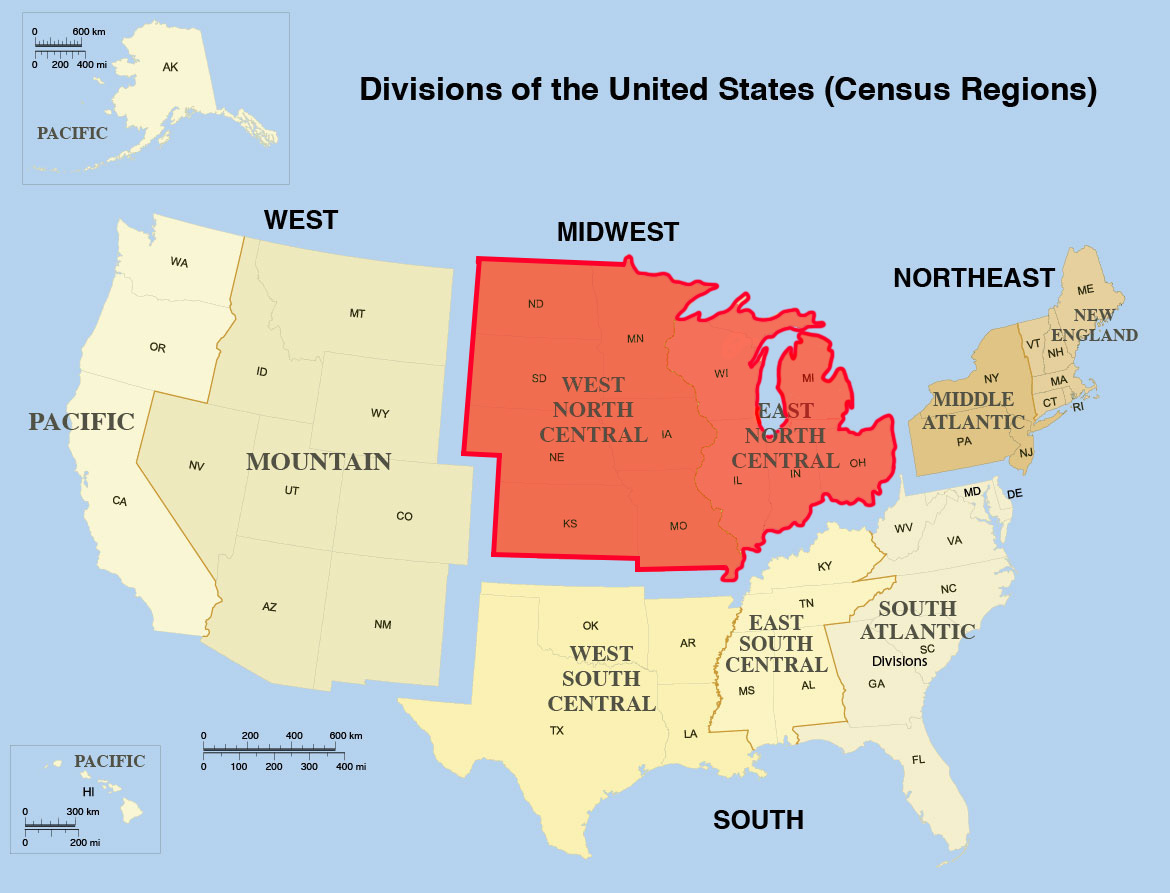 0 600 km
0 200 400 mi
AK
PACIFIC
Divisions of the United States (Census Regions)
WEST
MIDWEST
NORTHEAST
WA
MT
OR
ID
WY
PACIFIC
NV
MOUNTAIN
UT
CA
CO
AZ
NM
ND
MN
SD
WEST
NORTH
CENTRAL
IA
NE
KS
MO
WI
MI
EAST
NORTH
CENTRAL
IL
IN
OH
ME
NEW
ENGLAND
VT
NH
MA
CT
RI
NY
MIDDLE
ATLANTIC
PA
NJ
MD
DE
WV
VA
KY
NC
TN
SOUTH
ATLANTIC
SC
Divisions
GA
EAST
SOUTH
CENTRAL
MS
AL
OK
AR
WEST
SOUTH
CENTRAL
TX
LA
FL
0 200 400 600 km
0 100 200 300 400 mi
PACIFIC
HI
0 300 km
0 200 mi
SOUTH